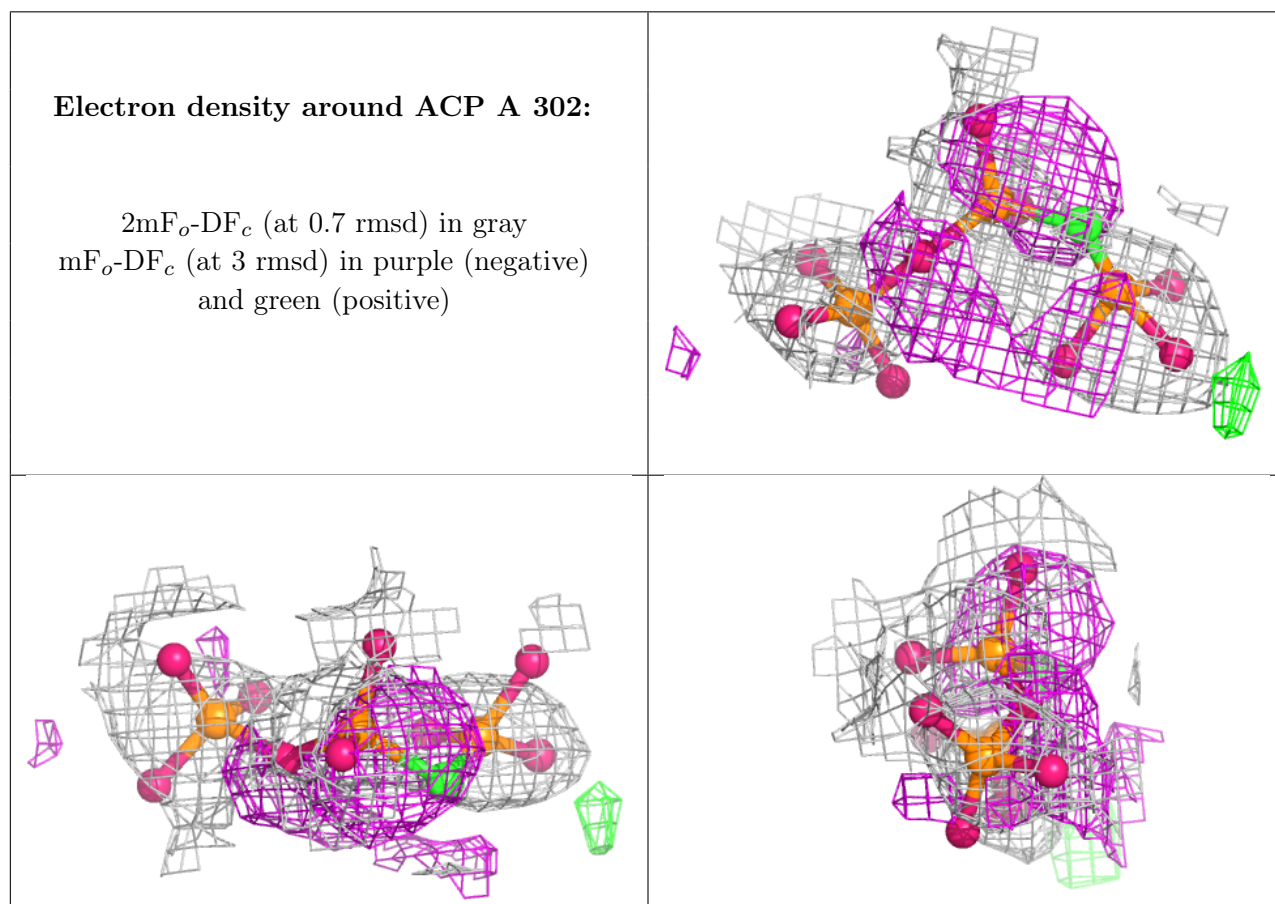 Electron density around ACP A 302:
2mFo-DFc (at 0.7 rmsd) in gray
mFo-DFc (at 3 rmsd) in purple (negative)
and green (positive)